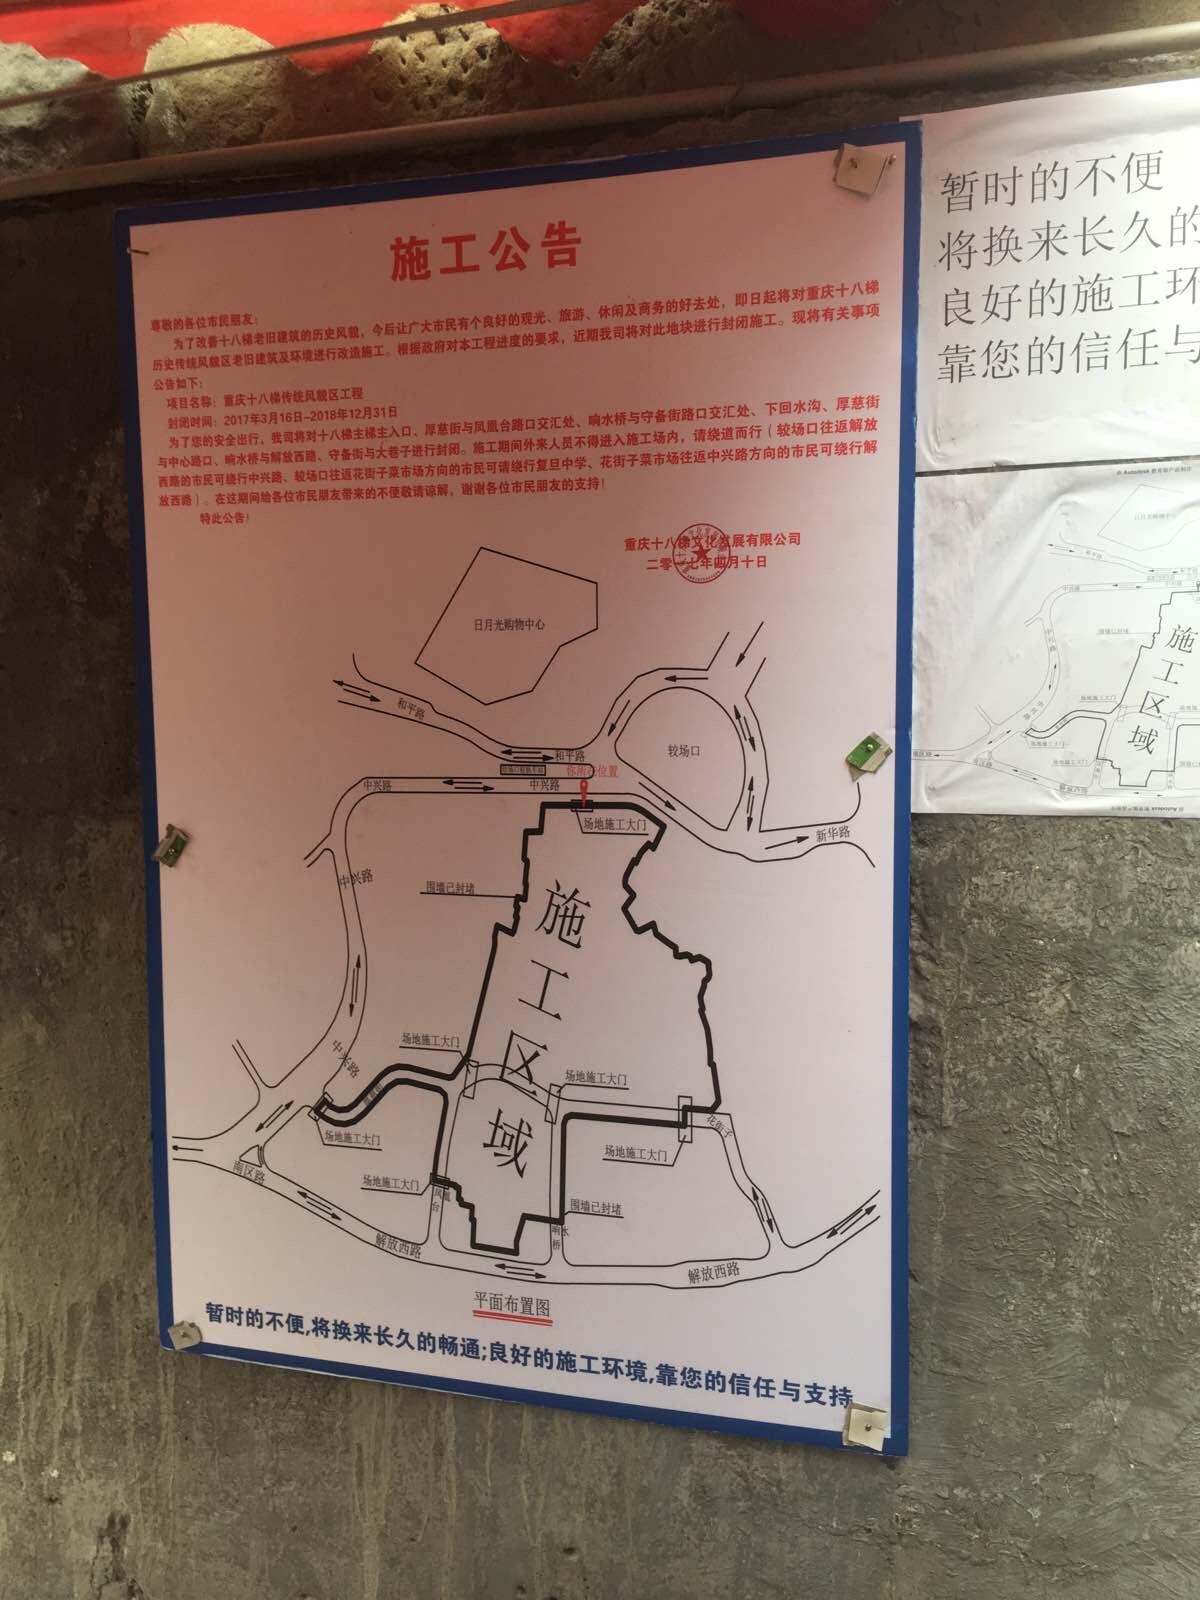 施工公告
尊敬的各位市民朋友：
为了改善十八梯老旧建筑的历史风貌，今后让广大市民有个良好的观光、旅游、休闲及商务的好去处，即日起将对重庆十八梯
历史传统风貌区老旧建筑及环境进行改造施工。根据政府对本工程进度的要求，近期我司将对此地块进行封闭施工。现将有关事项
公告如下：
项目名称：重庆十八梯传统风貌区工程
封闭时间：2017年3月16日-2018年12月31日
为了您的安全出行，我司将对十八梯主梯主入口、厚慈街与凤凰台路口交汇处、响水桥与守备街路口交汇处、下回水沟、厚慈街
与中心路口、响水桥与解放西路、守备街与大巷子进行封闭。施工期间外来人员不得进入施工场内，请绕道而行（较场口往返解放
西路的市民可绕行中兴路、较场口往返花街子菜市场方向的市民可请绕行复旦中学、花街子菜市场往返中兴路方向的市民可绕行解
放西路）。在这期间给各位市民朋友带来的不便敬请谅解，谢谢各位市民朋友的支持！
特此公告！
重庆十八梯文化发展有限公司
二零一七年四月十日
日月光购物中心
和平路
和平路
较场口
你所在位置
中兴路
中兴路
场地施工大门
新华路
中兴路
围墙已封堵
施工区域
场地施工大门
中兴路
场地施工大门
场地施工大门
花街子
场地施工大门
南区路
场地施工大门
凤凰台
围墙已封堵
响水桥
解放西路
解放西路
平面布置图
暂时的不便,将换来长久的畅通;良好的施工环境,靠您的信任与支持
暂时的不便
将换来长久的
良好的施工环
靠您的信任与
日月光购物中心
和平路
中兴路
中兴路
围墙已封堵
施工区域
场地施工大门